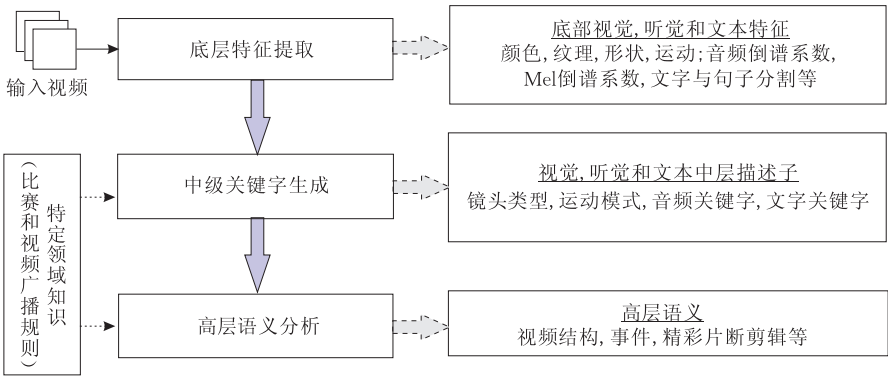 输入视频
底层特征提取
底部视觉,听觉和文本特征
颜色,纹理,形状,运动;音频倒谱系数,
Mel倒谱系数,文字与句子分割等
特定领域知识
(比赛和视频广播规则)
中级关键字生成
视觉,听觉和文本中层描述子
镜头类型,运动模式,音频关键字,文字关键字
高层语义分析
高层语义
视频结构,事件,精彩片断剪辑等